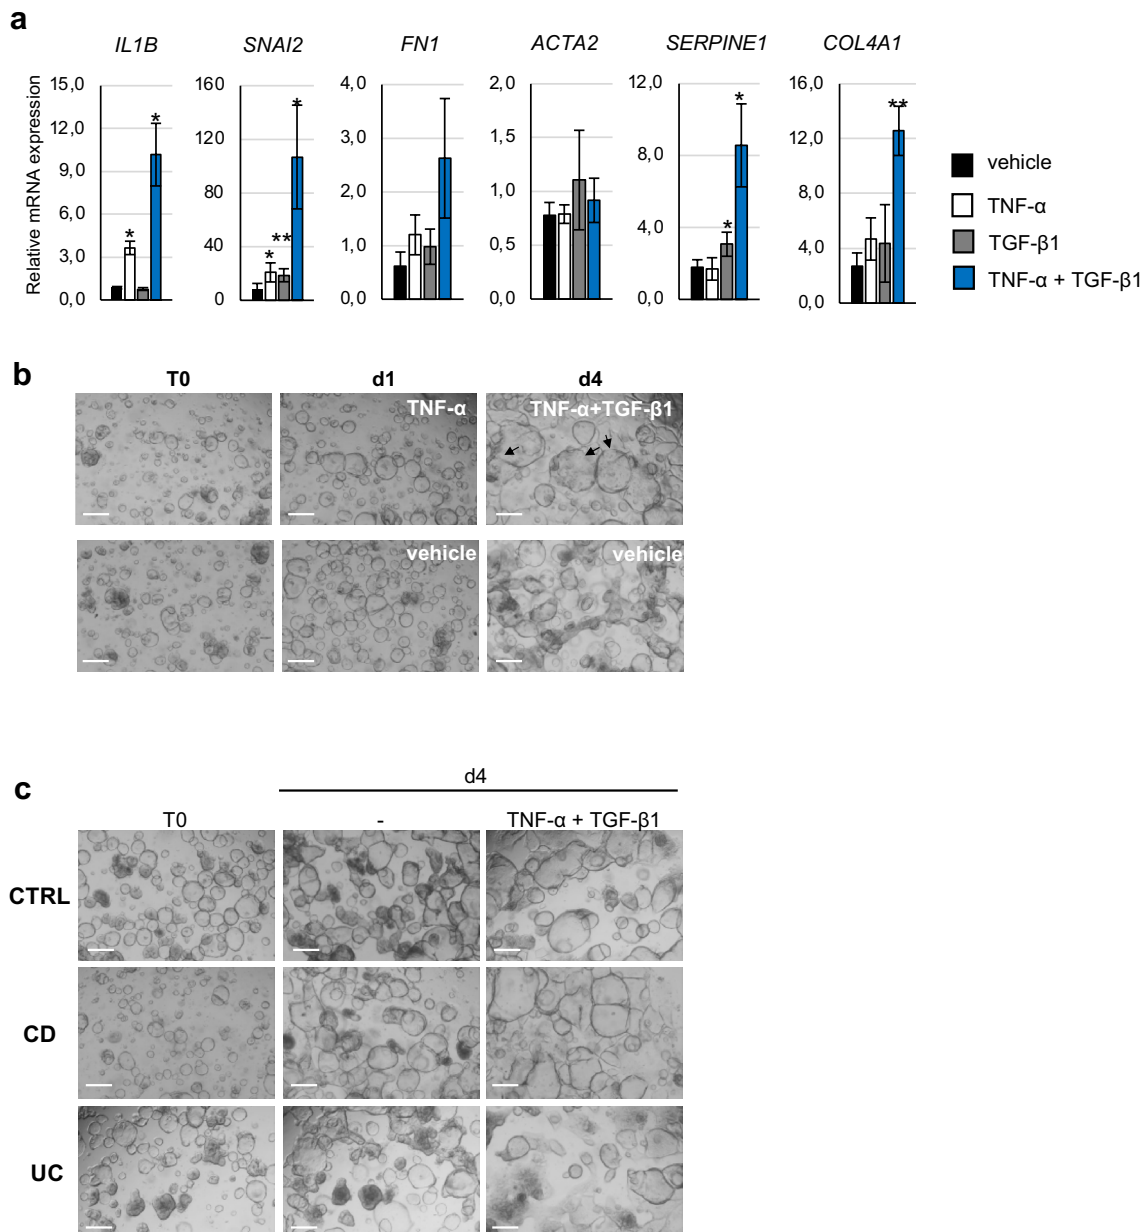 a
IL1B SNAI2 FN1 ACTA2 SERPINE1 COL4A1
Relative mRNA expression
15,0
12,0
9,0
6,0
3,0
0,0
*
*
160
120
80
40
0
*
**
*
4,0
3,0
2,0
1,0
0,0
2,0
1,5
1,0
0,5
0,0
12,0
8,0
4,0
0,0
*
*
16,0
12,0
8,0
4,0
0,0
**
vehicle
TNF-α
TGF-β1
TNF-α + TGF-β1
b
T0 d1 d4
TNF-α TNF-α+TGF-β1
vehicle vehicle
c
d4
T0 - TNF-α + TGF-β1
CTRL
CD
UC